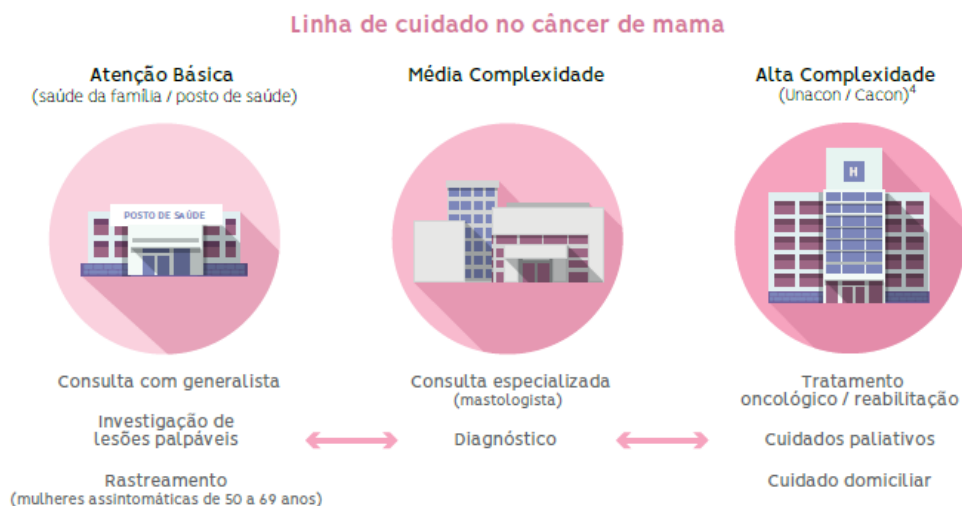 Linha de cuidado no câncer de mama
Atenção Básica
(saúde da família / posto de saúde)
POSTO DE SAÚDE
Consulta com generalista
Investigação de
lesões palpáveis
Rastreamento
(mulheres assintomáticas de 50 a 69 anos)
Média Complexidade
Consulta especializada
(mastologista)
Diagnóstico
Alta Complexidade
(Unacon / Cacon)⁴
H
Tratamento
oncológico / reabilitação
Cuidados paliativos
Cuidado domiciliar